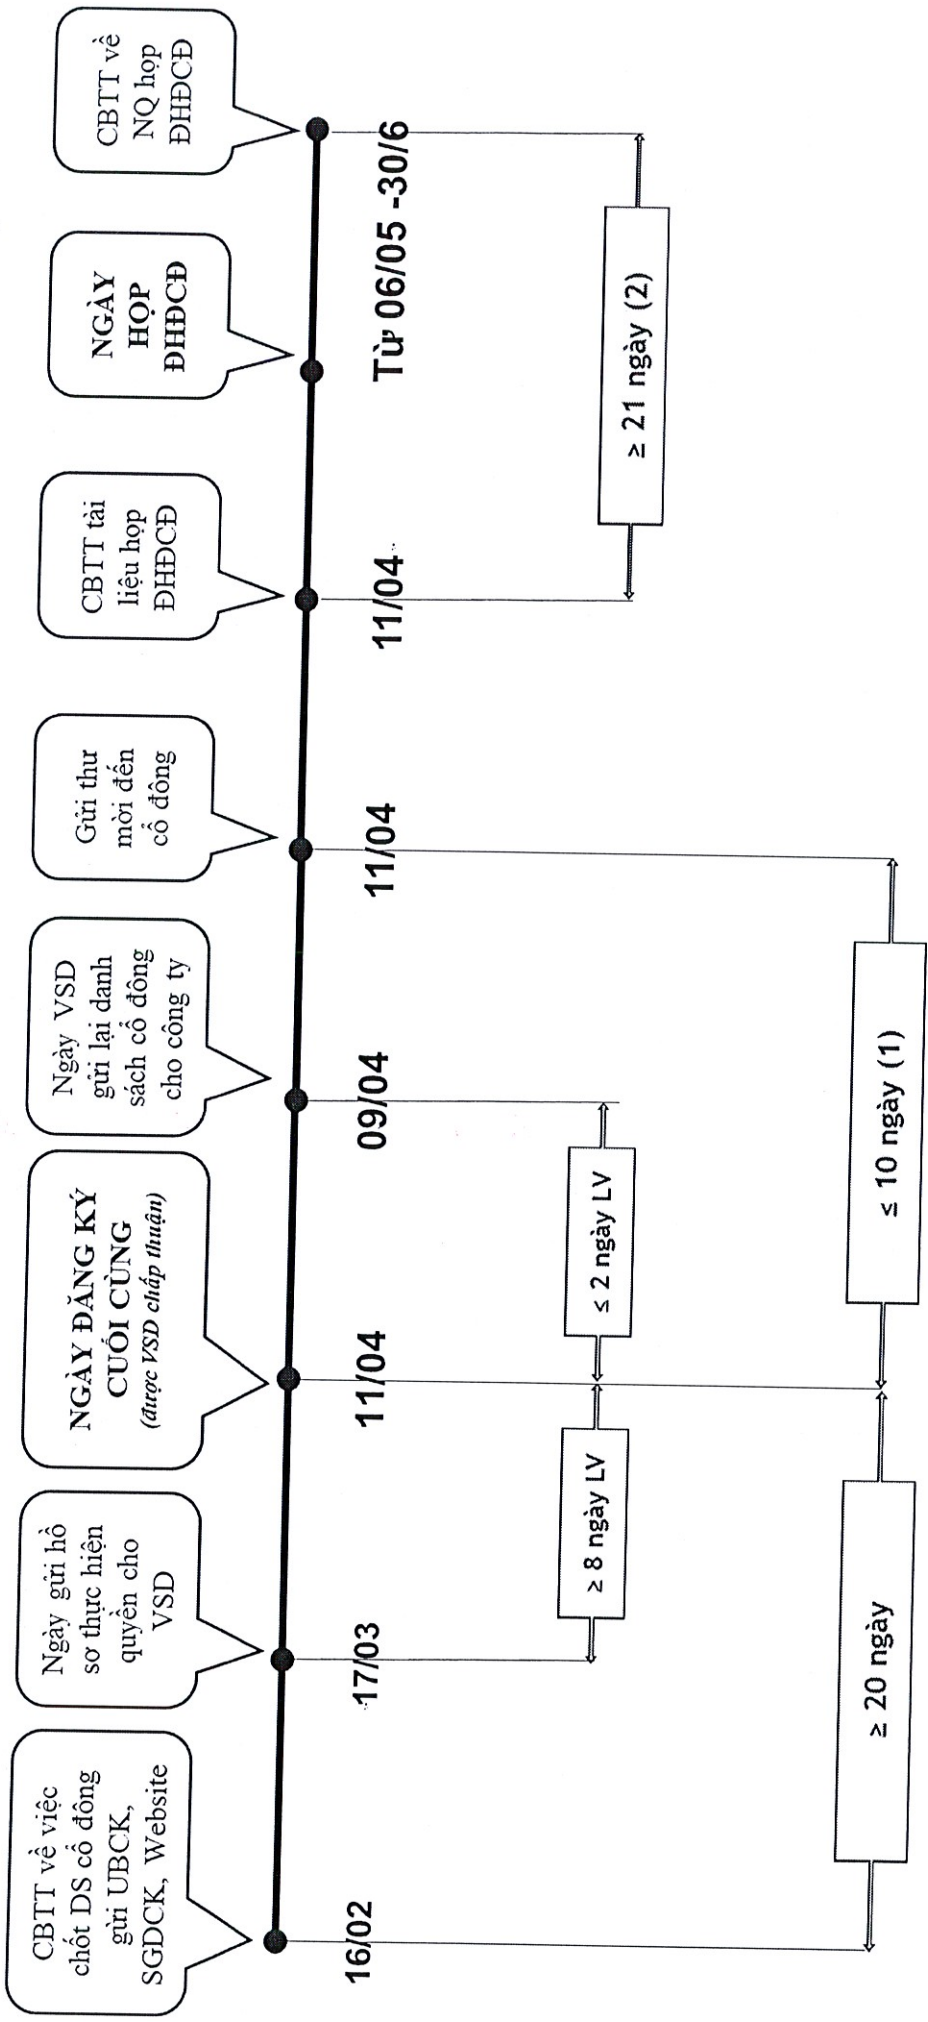 CBTT về việc
chốt DS cổ đông
gửi UBCK,
SGDCK, Website
Ngày gửi hồ
sơ thực hiện
quyền cho
VSD
NGÀY ĐĂNG KÝ
CUỐI CÙNG
(được VSD chấp thuận)
Ngày VSD
gửi lại danh
sách cổ đông
cho công ty
Gửi thư
mời đến
cổ đông
CBTT tài
liệu họp
ĐHĐCĐ
NGÀY
HỌP
ĐHĐCĐ
CBTT về
NQ họp
ĐHĐCĐ
16/02
17/03
11/04
09/04
11/04
11/04
Từ 06/05 -30/6
≥ 8 ngày LV
≤ 2 ngày LV
≥ 21 ngày (2)
≥ 20 ngày
≤ 10 ngày (1)